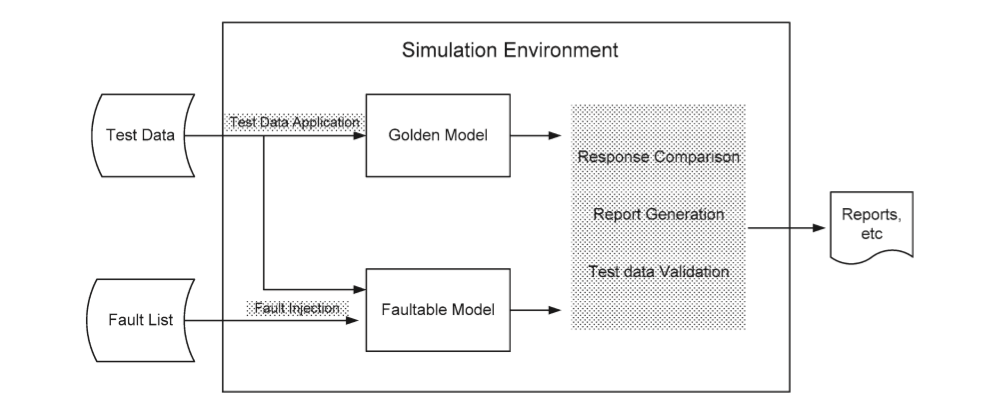 Simulation Environment
Test Data
Test Data Application
Golden Model
Response Comparison
Report Generation
Test data Validation
Reports,
etc
Fault List
Fault Injection
Faultable Model